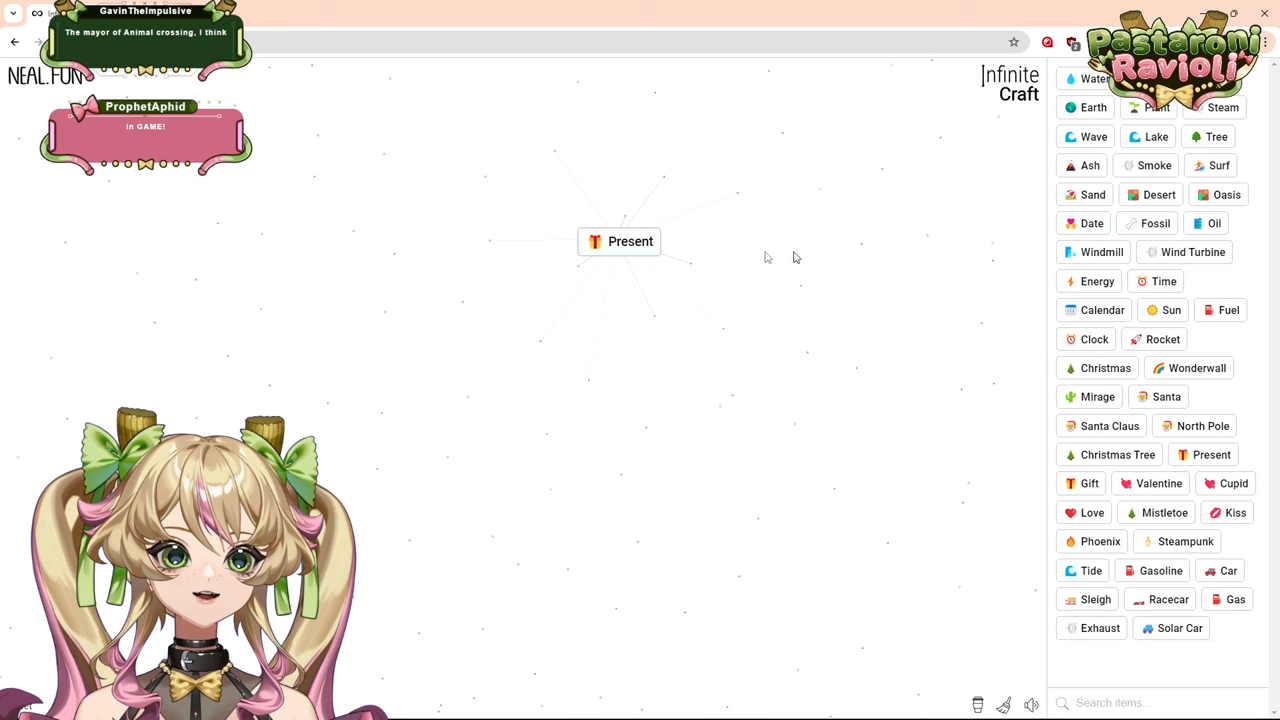 GavinTheImpulsive
The mayor of Animal crossing, I think
NEAL.FUN
ProphetAphid
In GAME!
Infinite
Craft
Pastaroni
Ravioli
Present
2
Water
Earth
Plant
Steam
Wave
Lake
Tree
Ash
Smoke
Surf
Sand
Desert
Oasis
Date
Fossil
Oil
Windmill
Wind Turbine
Energy
Time
Calendar
Sun
Fuel
Clock
Rocket
Christmas
Wonderwall
Mirage
Santa
Santa Claus
North Pole
Christmas Tree
Present
Gift
Valentine
Cupid
Love
Mistletoe
Kiss
Phoenix
Steampunk
Tide
Gasoline
Car
Sleigh
Racecar
Gas
Exhaust
Solar Car
Search items...